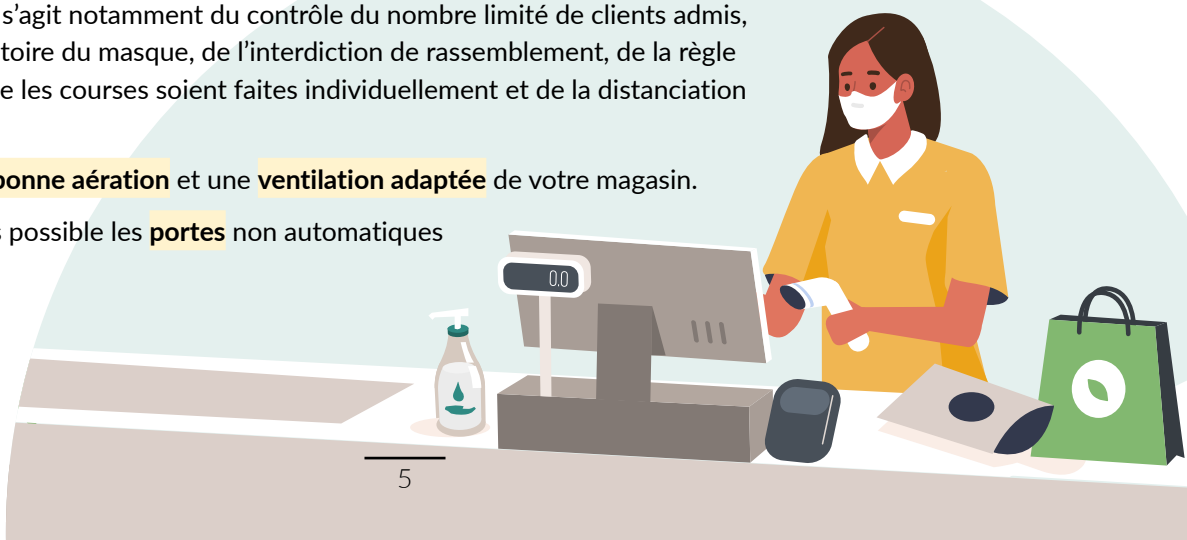 s’agit notamment du contrôle du nombre limité de clients admis,
toire du masque, de l’interdiction de rassemblement, de la règle
e les courses soient faites individuellement et de la distanciation
bonne aération et une ventilation adaptée de votre magasin.
s possible les portes non automatiques
0.0
5